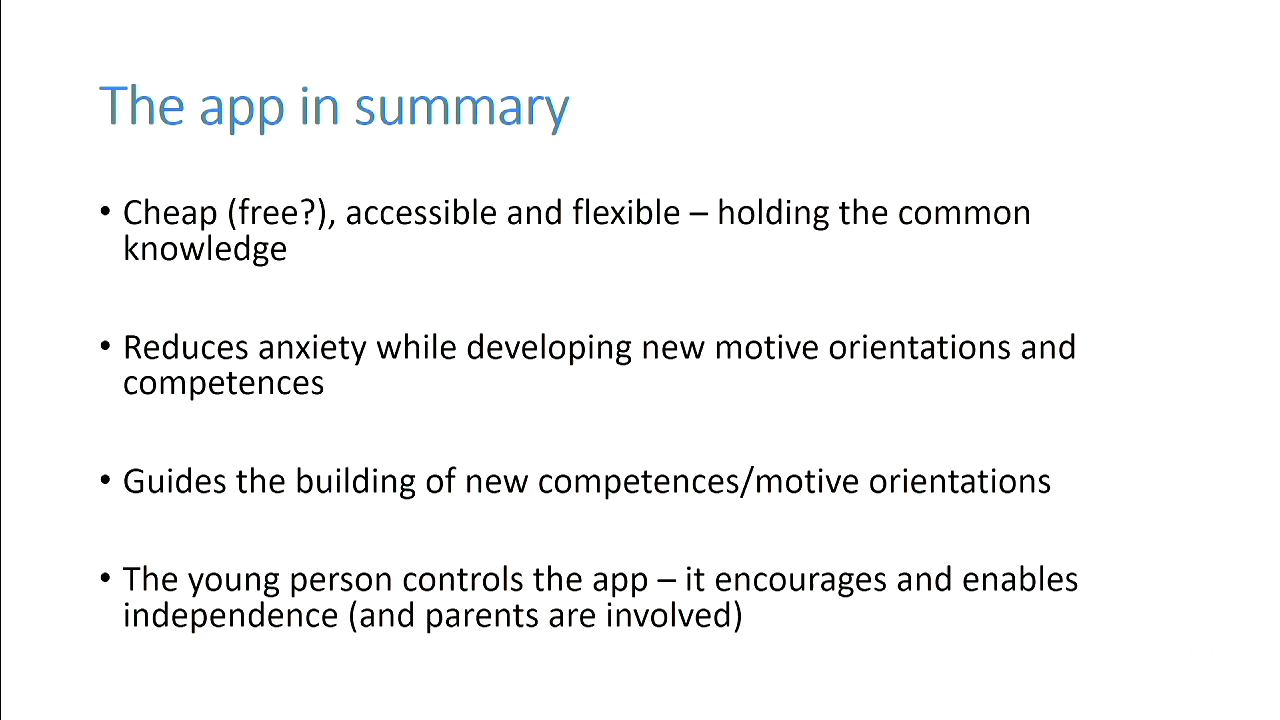 The app in summary
• Cheap (free?), accessible and flexible – holding the common
knowledge
• Reduces anxiety while developing new motive orientations and
competences
• Guides the building of new competences/motive orientations
• The young person controls the app – it encourages and enables
independence (and parents are involved)